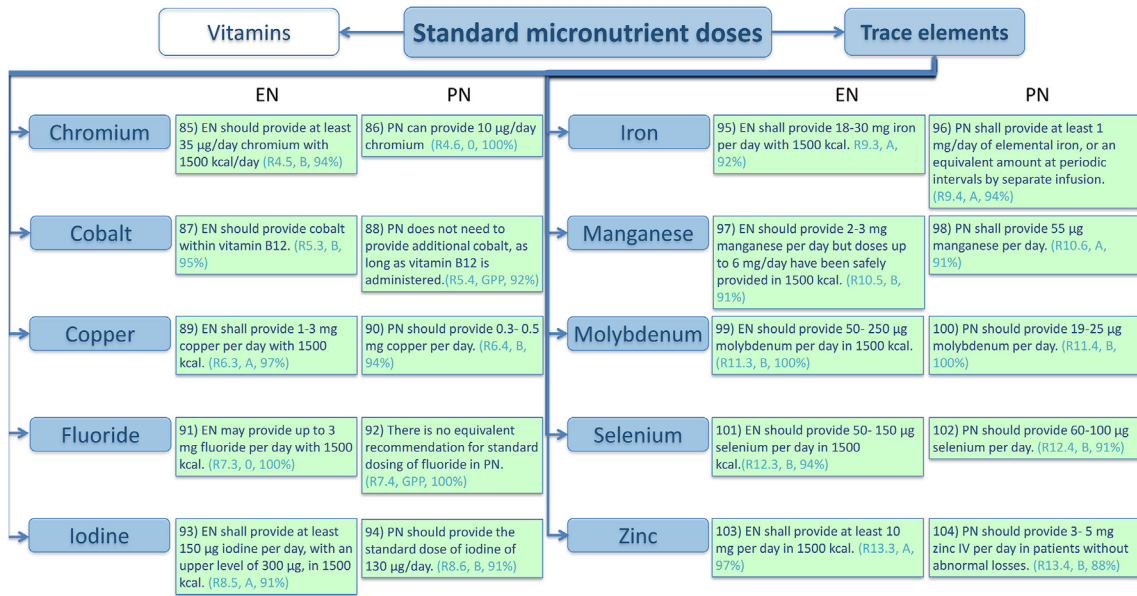 Vitamins
Standard micronutrient doses
Trace elements
EN
PN
EN
PN
Chromium
85) EN should provide at least
35 µg/day chromium with
1500 kcal/day (R4.5, B, 94%)
86) PN can provide 10 µg/day
chromium (R4.6, 0, 100%)
Iron
95) EN shall provide 18-30 mg iron
per day with 1500 kcal. R9.3, A,
92%)
96) PN shall provide at least 1
mg/day of elemental iron, or an
equivalent amount at periodic
intervals by separate infusion.
(R9.4, A, 94%)
Cobalt
87) EN should provide cobalt
within vitamin B12. (R5.3, B,
95%)
88) PN does not need to
provide additional cobalt, as
long as vitamin B12 is
administered.(R5.4, GPP, 92%)
Manganese
97) EN should provide 2-3 mg
manganese per day but doses up
to 6 mg/day have been safely
provided in 1500 kcal. (R10.5, B,
91%)
98) PN shall provide 55 µg
manganese per day. (R10.6, A,
91%)
Copper
89) EN shall provide 1-3 mg
copper per day with 1500
kcal. (R6.3, A, 97%)
90) PN should provide 0.3- 0.5
mg copper per day. (R6.4, B,
94%)
Molybdenum
99) EN should provide 50- 250 µg
molybdenum per day in 1500 kcal.
(R11.3, B, 100%)
100) PN should provide 19-25 µg
molybdenum per day. (R11.4, B,
100%)
Fluoride
91) EN may provide up to 3
mg fluoride per day with 1500
kcal. (R7.3, 0, 100%)
92) There is no equivalent
recommendation for standard
dosing of fluoride in PN.
(R7.4, GPP, 100%)
Selenium
101) EN should provide 50- 150 µg
selenium per day in 1500
kcal.(R12.3, B, 94%)
102) PN should provide 60-100 µg
selenium per day. (R12.4, B, 91%)
Iodine
93) EN shall provide at least
150 µg iodine per day, with an
upper level of 300 µg, in 1500
kcal. (R8.5, A, 91%)
94) PN should provide the
standard dose of iodine of
130 µg/day. (R8.6, B, 91%)
Zinc
103) EN shall provide at least 10
mg per day in 1500 kcal. (R13.3, A,
97%)
104) PN should provide 3- 5 mg
zinc IV per day in patients without
abnormal losses. (R13.4, B, 88%)